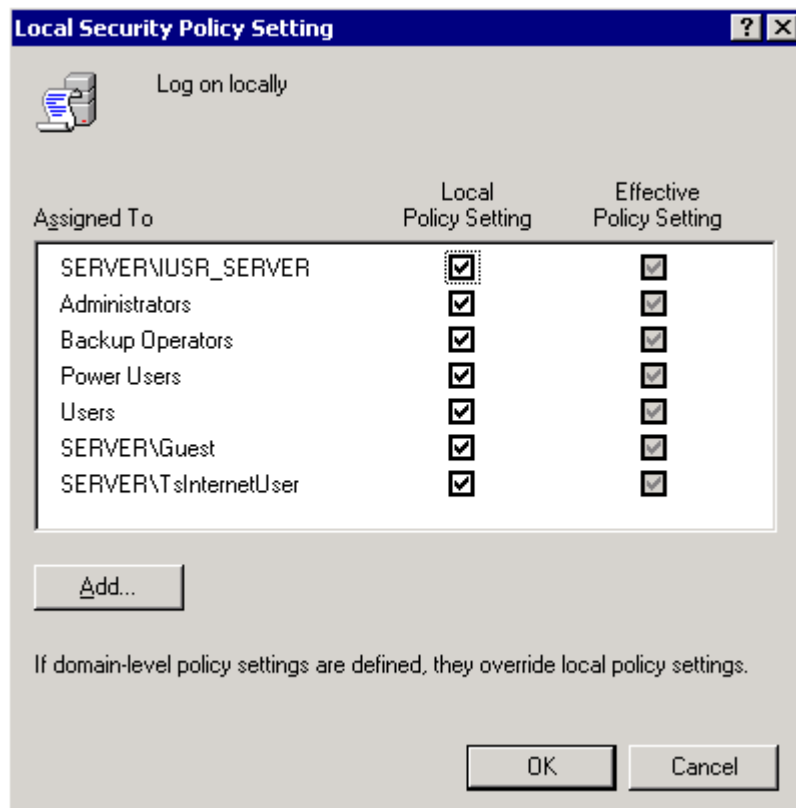 Local Security Policy Setting
Log on locally
Local Effective
Assigned To Policy Setting Policy Setting
SERVER\IUSR_SERVER
Administrators
Backup Operators
Power Users
Users
SERVER\Guest
SERVER\TsInternetUser
Add...
If domain-level policy settings are defined, they override local policy settings.
OK Cancel